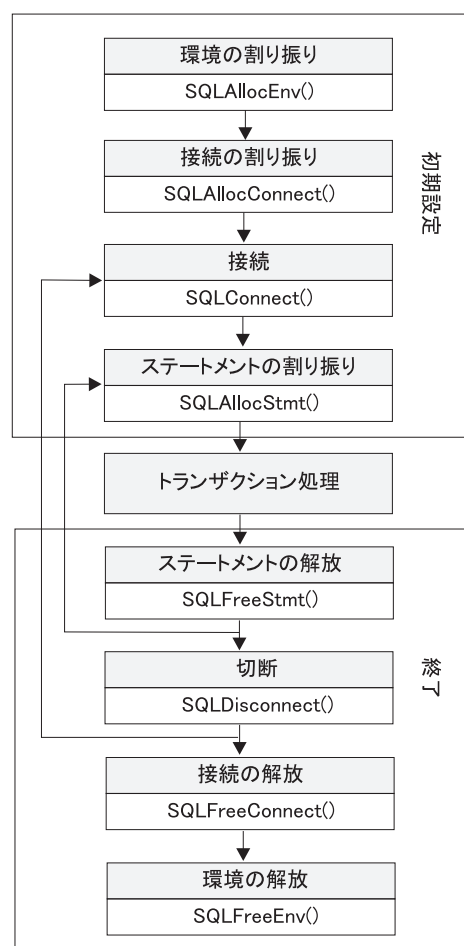 環境の割り振り
SQLAllocEnv()
接続の割り振り
SQLAllocConnect()
初期設定
接続
SQLConnect()
ステートメントの割り振り
SQLAllocStmt()
トランザクション処理
ステートメントの解放
SQLFreeStmt()
終了
切断
SQLDisconnect()
接続の解放
SQLFreeConnect()
環境の解放
SQLFreeEnv()